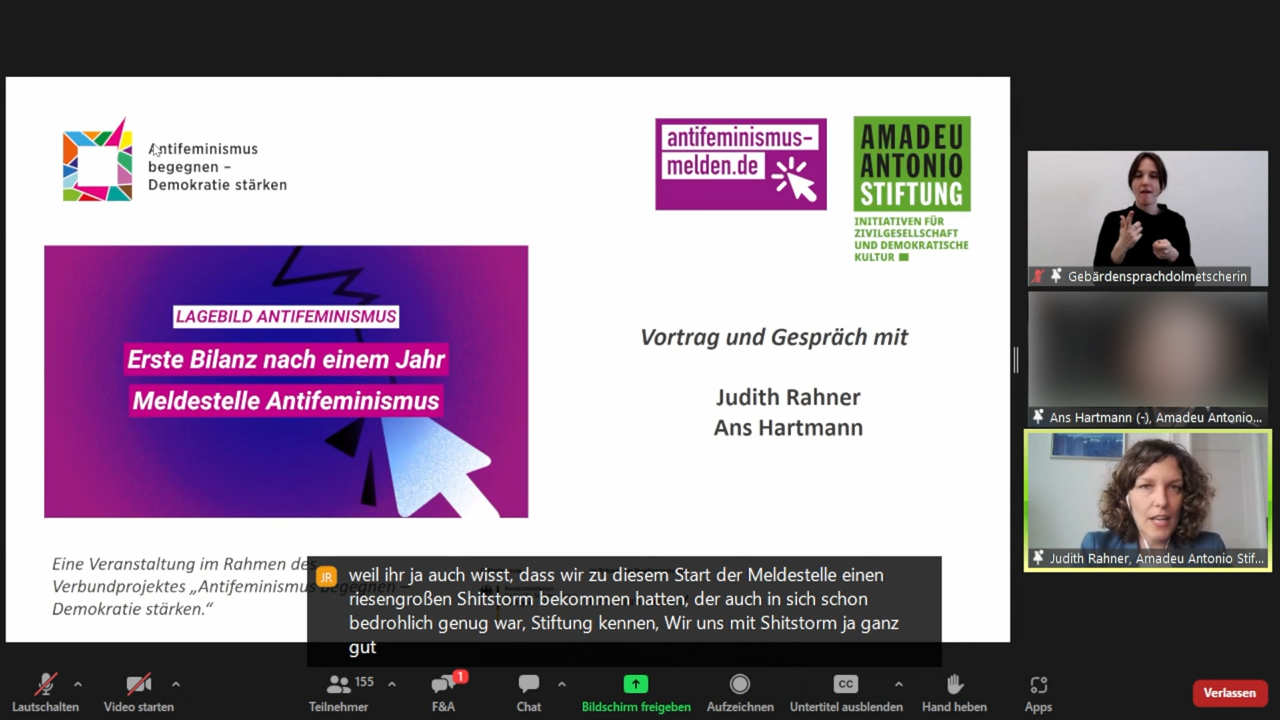 Antifeminismus
begegnen –
Demokratie stärken
antifeminismus-
melden.de
AMADEU
ANTONIO
STIFTUNG
INITIATIVEN FÜR
ZIVILGESELLSCHAFT
UND DEMOKRATISCHE
KULTUR
LAGEBILD ANTIFEMINISMUS
Erste Bilanz nach einem Jahr
Meldestelle Antifeminismus
Vortrag und Gespräch mit
Judith Rahner
Ans Hartmann
Eine Veranstaltung im Rahmen des
Verbundprojektes „Antifeminismus begegnen –
Demokratie stärken.“
JR
weil ihr ja auch wisst, dass wir zu diesem Start der Meldestelle einen
riesengroßen Shitstorm bekommen hatten, der auch in sich schon
bedrohlich genug war, Stiftung kennen, Wir uns mit Shitstorm ja ganz
gut
Gebärdensprachdolmetscherin
Ans Hartmann (-), Amadeu Antonio...
Judith Rahner, Amadeu Antonio Stif...
Lautschalten
Video starten
155
Teilnehmer
1
F&A
Chat
Bildschirm freigeben
Aufzeichnen
CC
Untertitel ausblenden
Hand heben
Apps
Verlassen